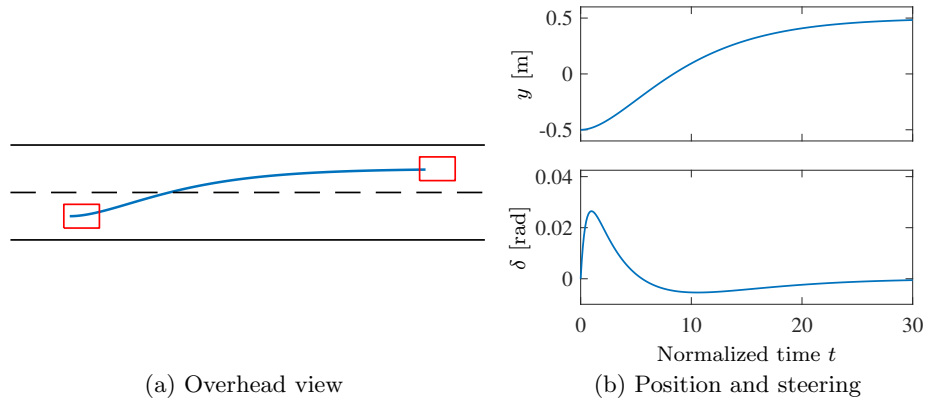 0.5
0
-0.5
y [m]
0.04
0.02
0
δ [rad]
0
10
20
30
Normalized time t
(a) Overhead view
(b) Position and steering